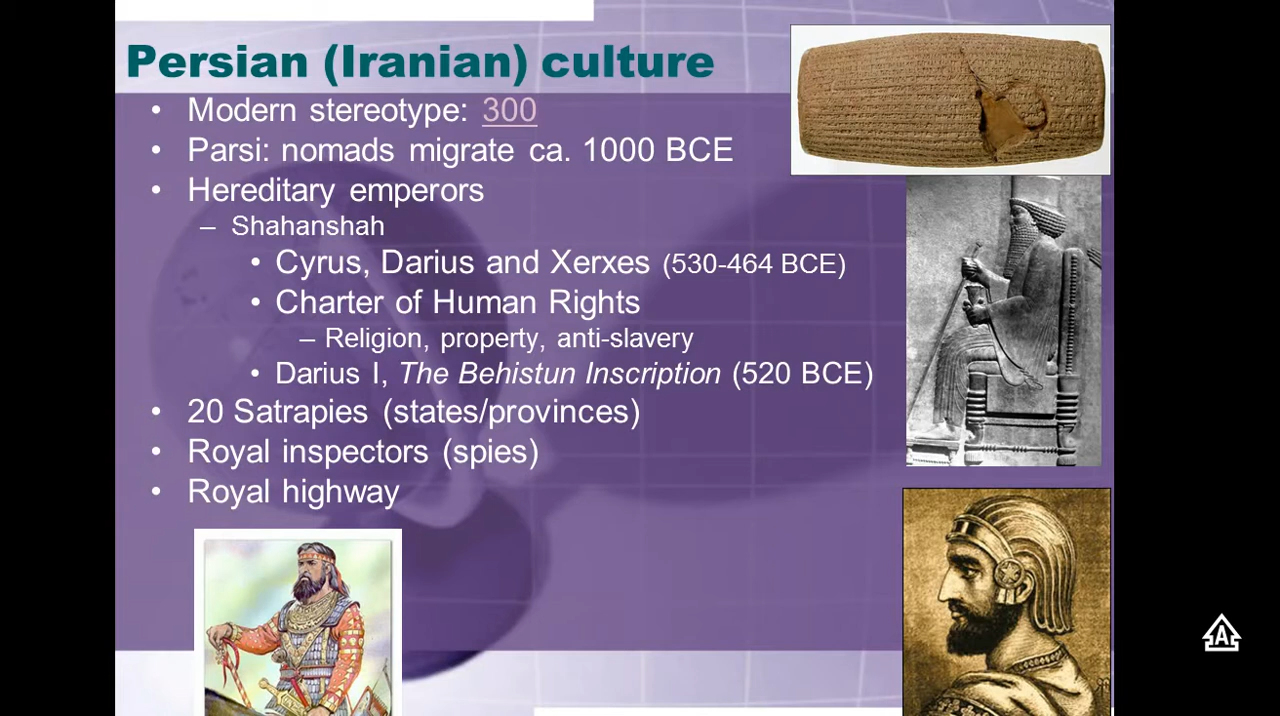 Persian (Iranian) culture
• Modern stereotype: 300
• Parsi: nomads migrate ca. 1000 BCE
• Hereditary emperors
– Shahanshah
• Cyrus, Darius and Xerxes (530-464 BCE)
• Charter of Human Rights
– Religion, property, anti-slavery
• Darius I, The Behistun Inscription (520 BCE)
• 20 Satrapies (states/provinces)
• Royal inspectors (spies)
• Royal highway
A